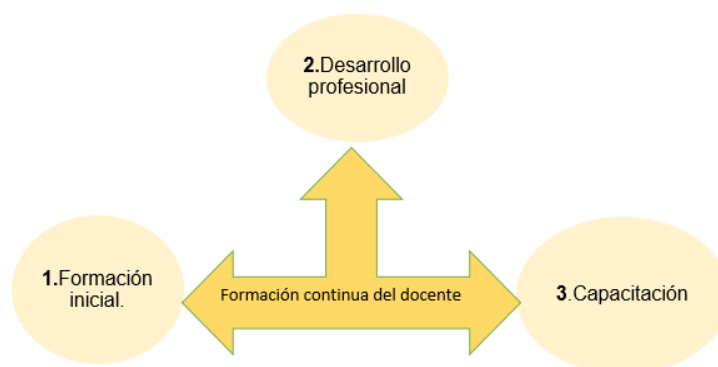 2.Desarrollo
profesional
1.Formación
inicial.
Formación continua del docente
3.Capacitación